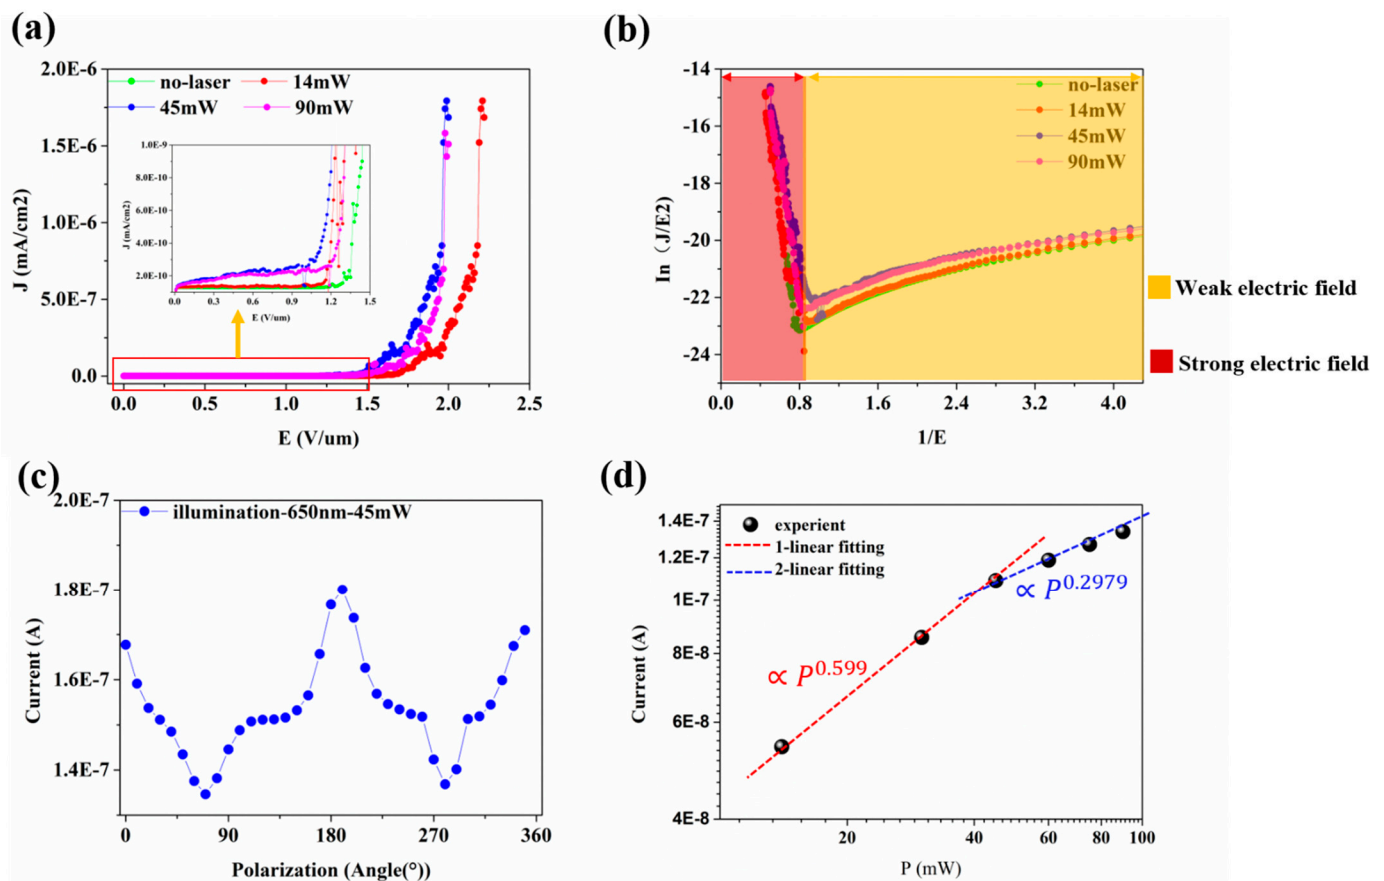 (a)
2.0E-6
1.5E-6
1.0E-6
5.0E-7
0.0
J (mA/cm2)
no-laser
14mW
45mW
90mW
1.0E-9
8.0E-10
6.0E-10
4.0E-10
2.0E-10
J (mA/cm2)
0.0 0.3 0.6 0.9 1.2 1.5
E (V/um)
0.0 0.5 1.0 1.5 2.0 2.5
E (V/um)
(b)
-14
-16
-18
-20
-22
-24
In（J/E2)
no-laser
14mW
45mW
90mW
0.0 0.8 1.6 2.4 3.2 4.0
1/E
Weak electric field
Strong electric field
(c)
2.0E-7
1.8E-7
1.6E-7
1.4E-7
Current (A)
illumination-650nm-45mW
0 90 180 270 360
Polarization (Angle(°))
(d)
1.4E-7
1.2E-7
1E-7
8E-8
6E-8
4E-8
Current (A)
experient
1-linear fitting
2-linear fitting
∝ P^0.2979
∝ P^0.599
20 40 60 80 100
P (mW)